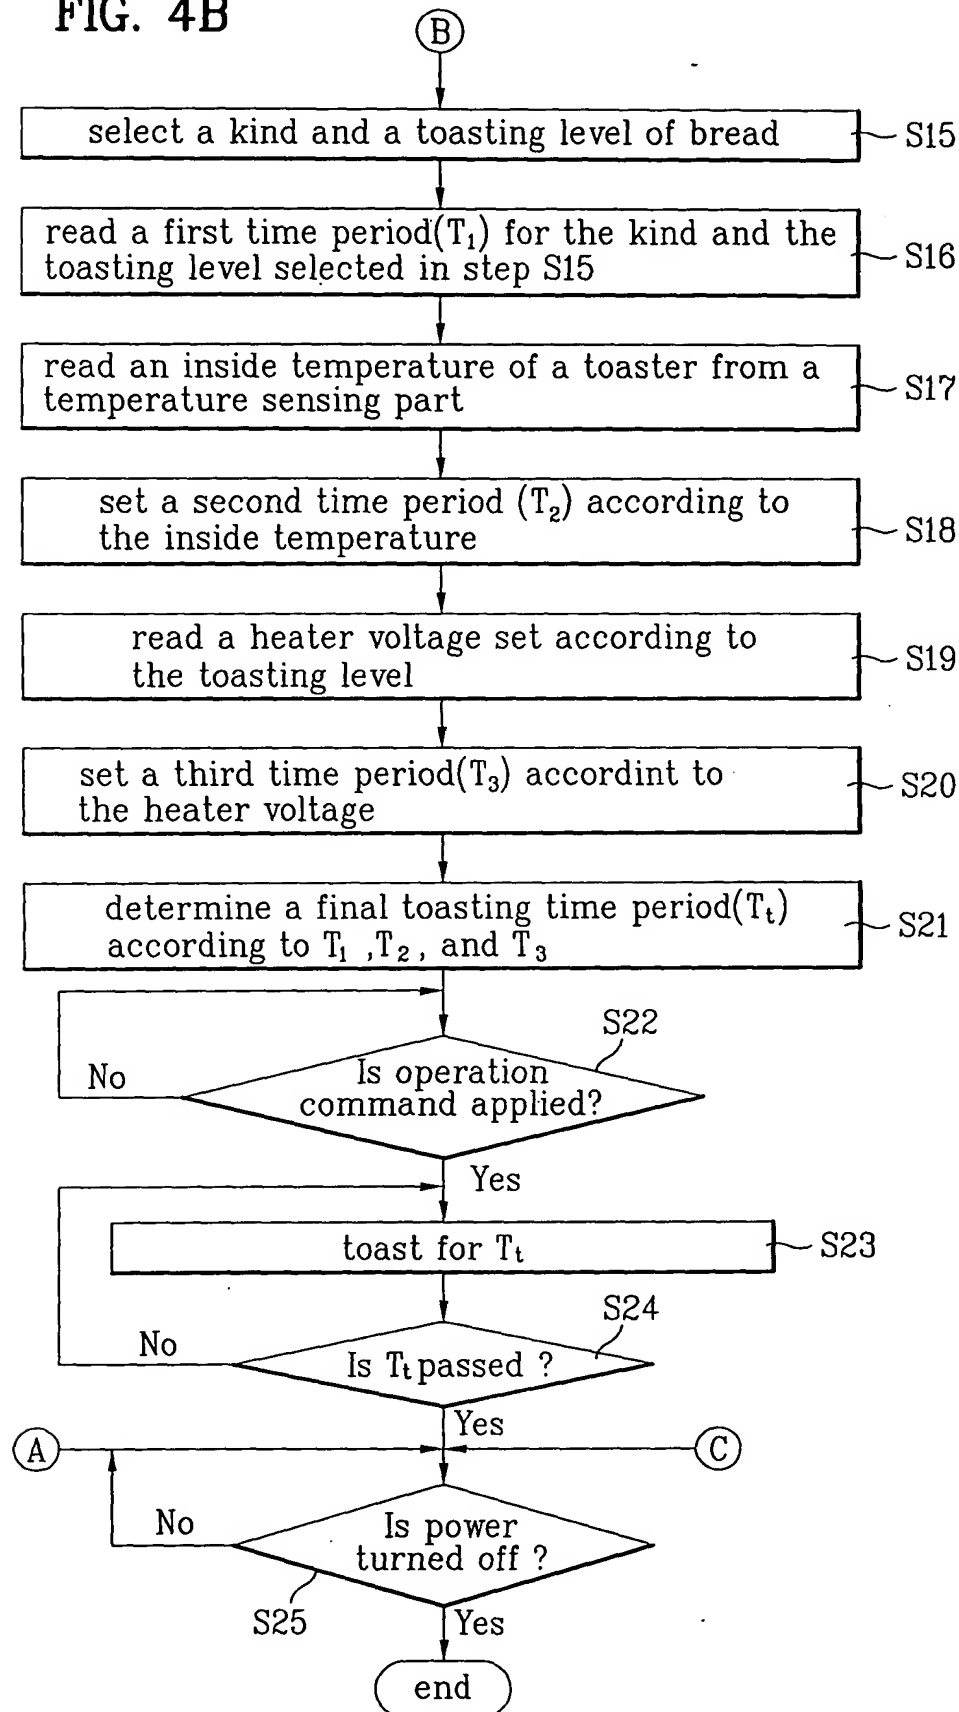 FIG. 4B
B
select a kind and a toasting level of bread
S15
read a first time period(T₁) for the kind and the
toasting level selected in step S15
S16
read an inside temperature of a toaster from a
temperature sensing part
S17
set a second time period (T₂) according to
the inside temperature
S18
read a heater voltage set according to
the toasting level
S19
set a third time period(T₃) accordint to
the heater voltage
S20
determine a final toasting time period(Tₜ)
according to T₁ ,T₂, and T₃
S21
S22
Is operation
command applied?
No
Yes
toast for Tₜ
S23
S24
No
Is Tₜ passed ?
Yes
A
C
No
Is power
turned off ?
S25
Yes
end